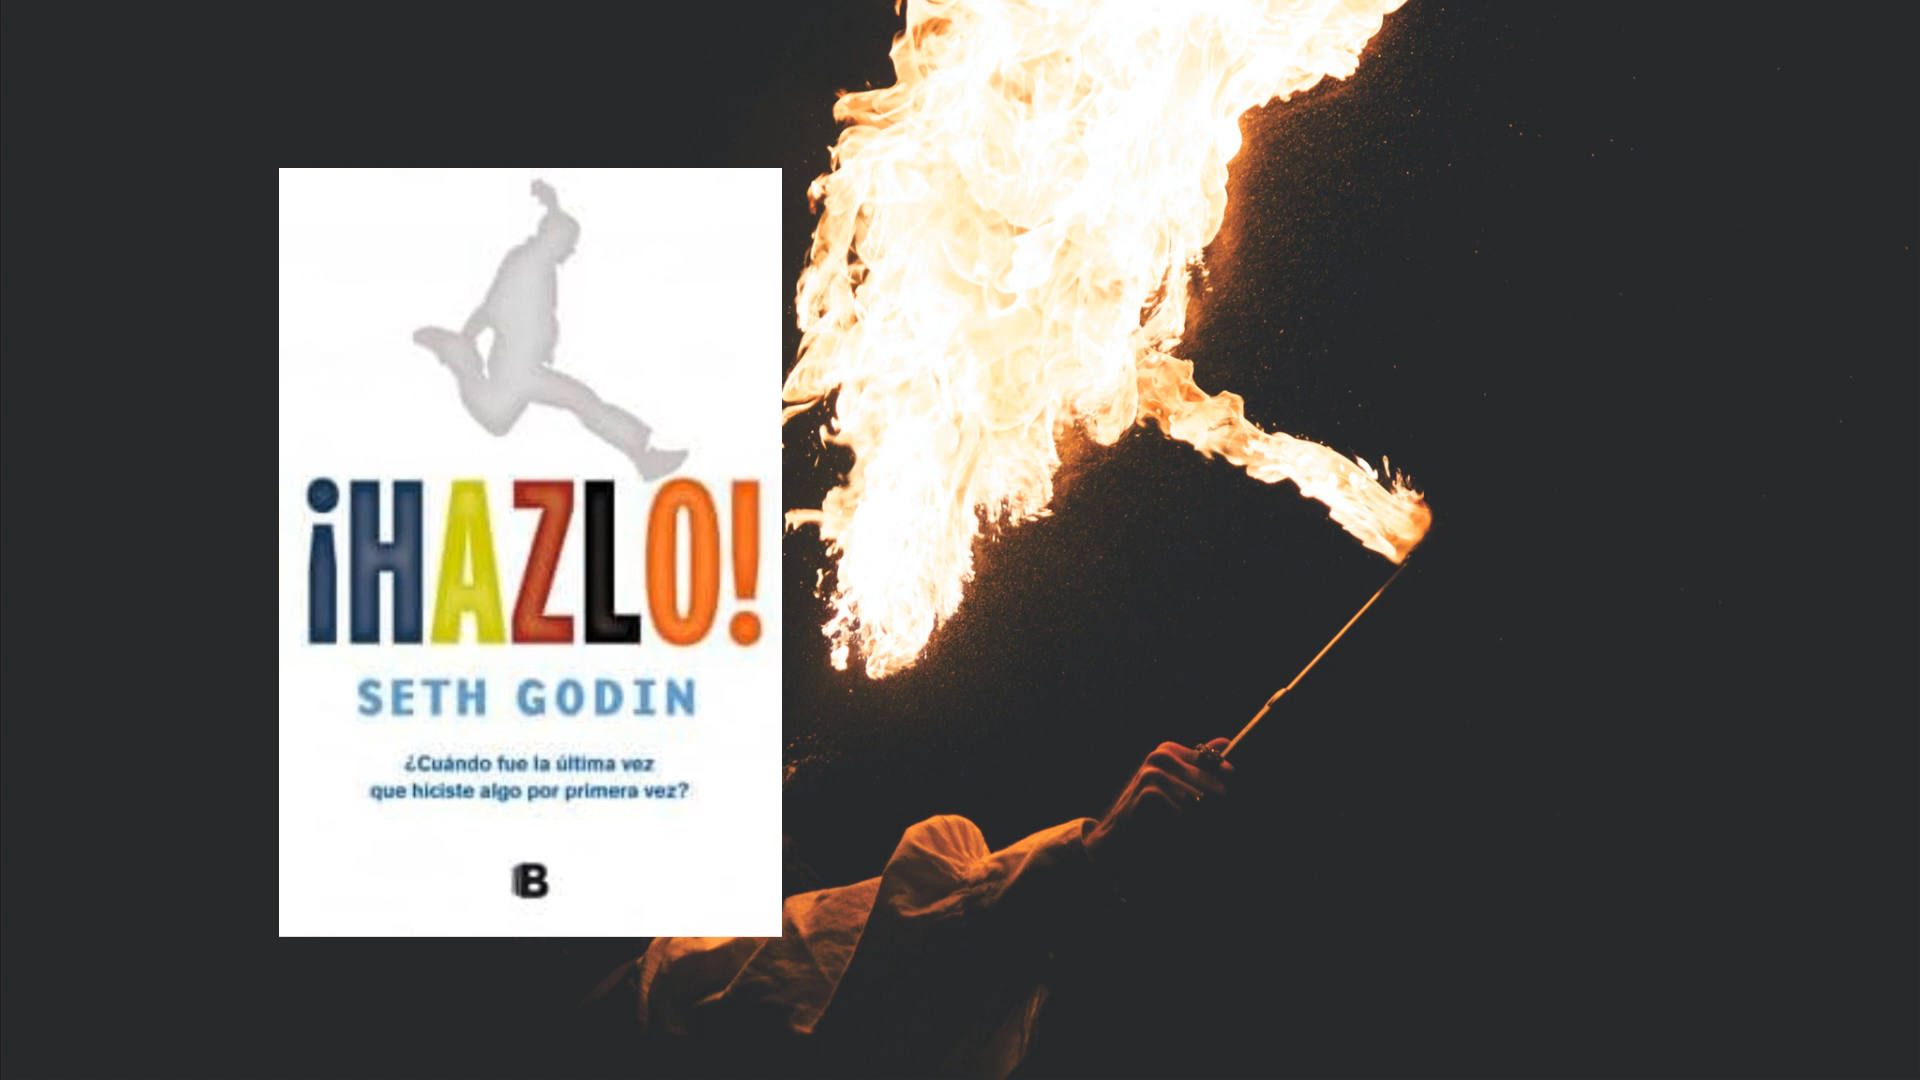 ¡HAZLO!
SETH GODIN
¿Cuándo fue la última vez
que hiciste algo por primera vez?
B